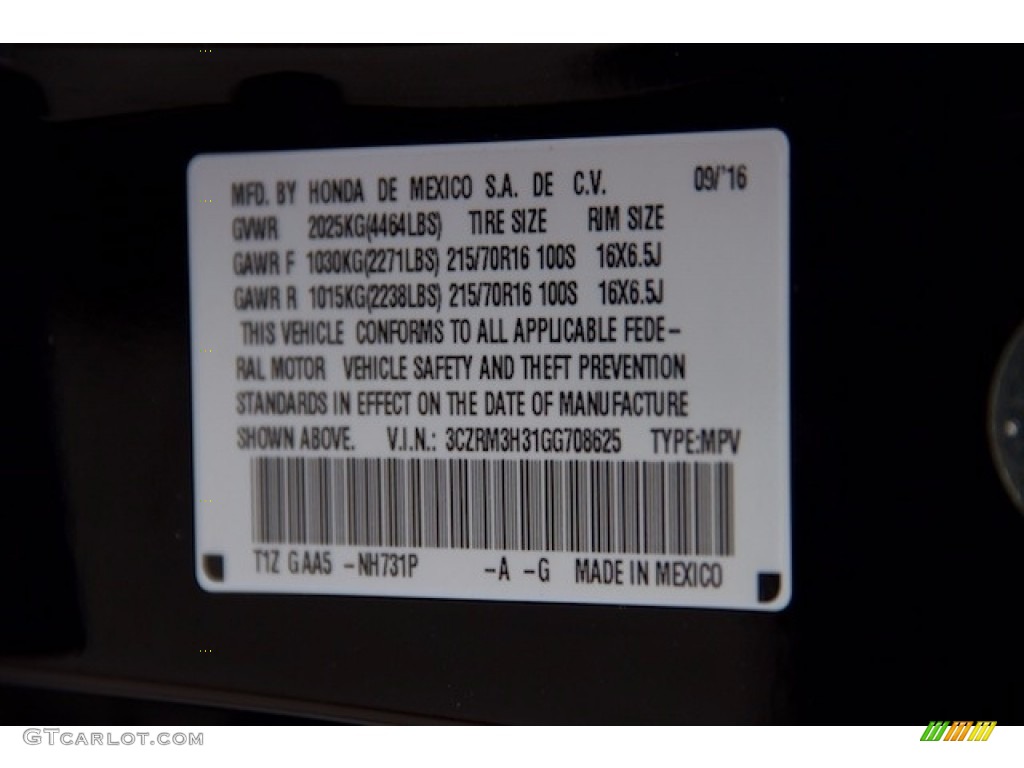 MFD. BY HONDA DE MEXICO S.A. DE C.V. 09/'16
GVWR 2025KG(4464LBS) TIRE SIZE RIM SIZE
GAWR F 1030KG(2271LBS) 215/70R16 100S 16X6.5J
GAWR R 1015KG(2238LBS) 215/70R16 100S 16X6.5J
THIS VEHICLE CONFORMS TO ALL APPLICABLE FEDE-
RAL MOTOR VEHICLE SAFETY AND THEFT PREVENTION
STANDARDS IN EFFECT ON THE DATE OF MANUFACTURE
SHOWN ABOVE. V.I.N.: 3CZRM3H31GG708625 TYPE:MPV
T1Z GAA5 -NH731P -A -G MADE IN MEXICO
GTCARLOT.COM